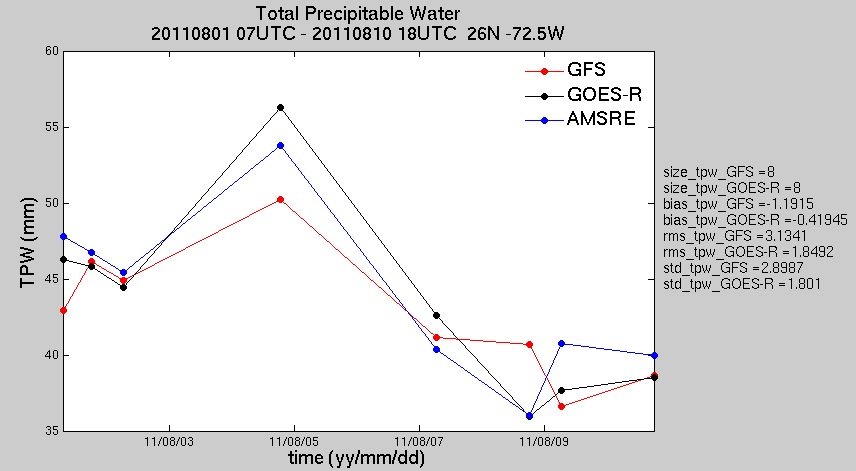 Total Precipitable Water
20110801 07UTC - 20110810 18UTC  26N -72.5W
60
55
50
45
40
35
TPW (mm)
GFS
GOES-R
AMSRE
11/08/03
11/08/05
11/08/07
11/08/09
time (yy/mm/dd)
size_tpw_GFS =8
size_tpw_GOES-R =8
bias_tpw_GFS =-1.1915
bias_tpw_GOES-R =-0.41945
rms_tpw_GFS =3.1341
rms_tpw_GOES-R =1.8492
std_tpw_GFS =2.8987
std_tpw_GOES-R =1.801